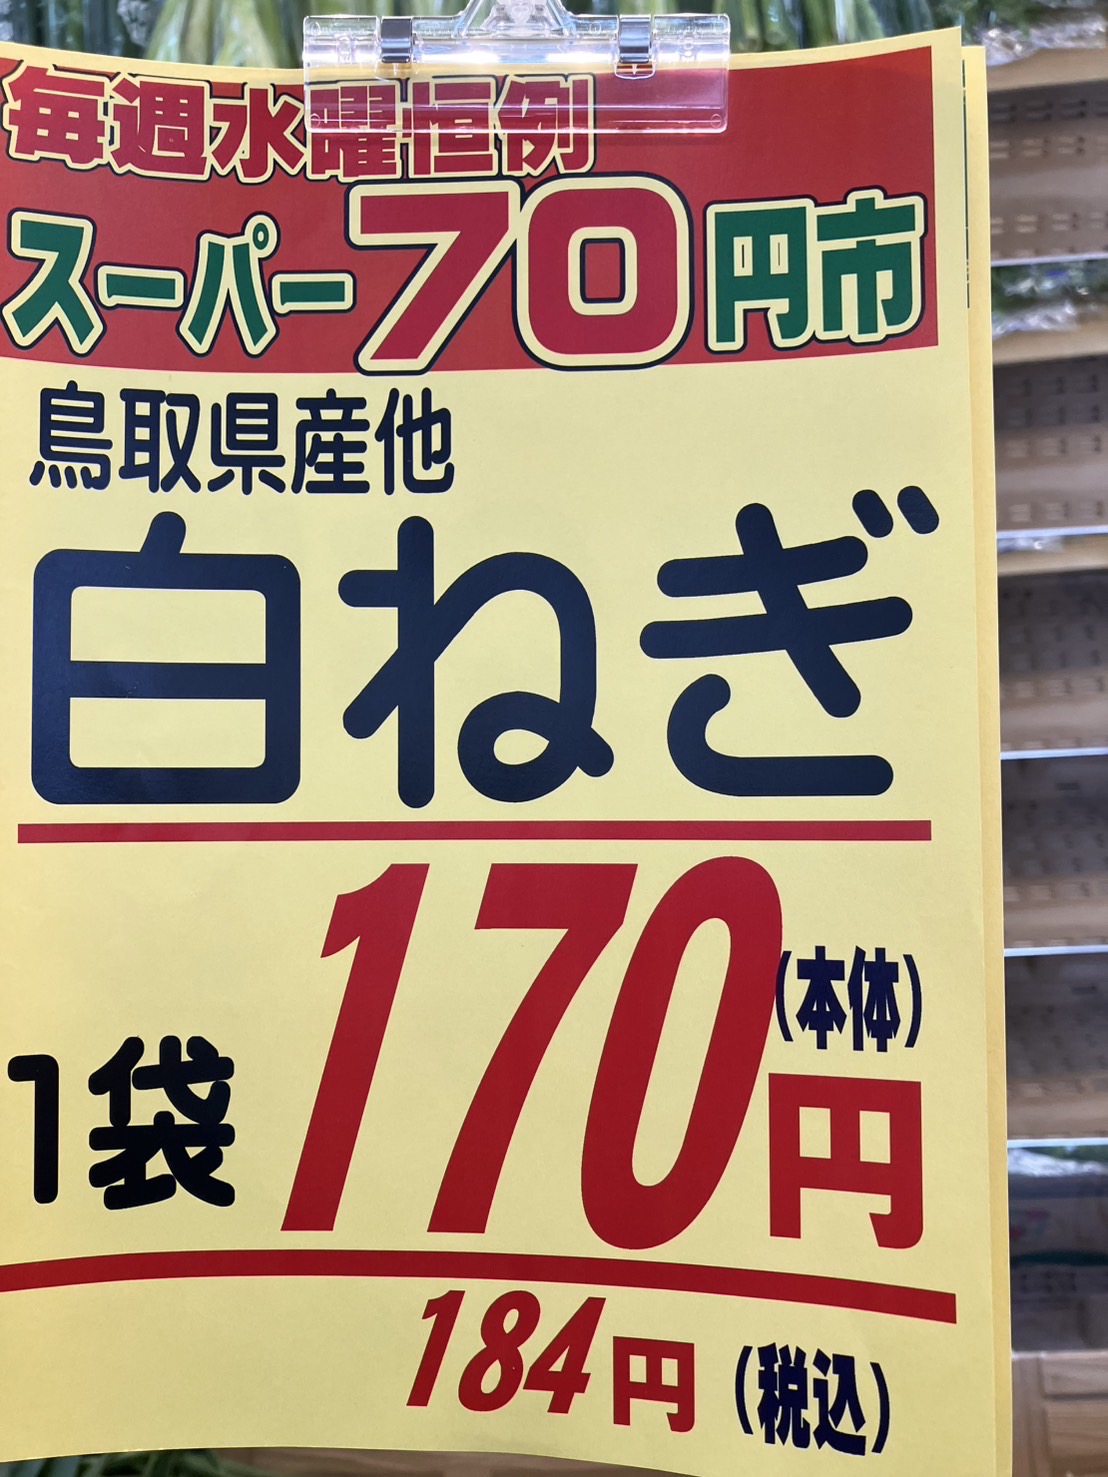 毎週水曜恒例
スーパー70円市
鳥取県産他
白ねぎ
1袋 170円 (本体)
184円 (税込)